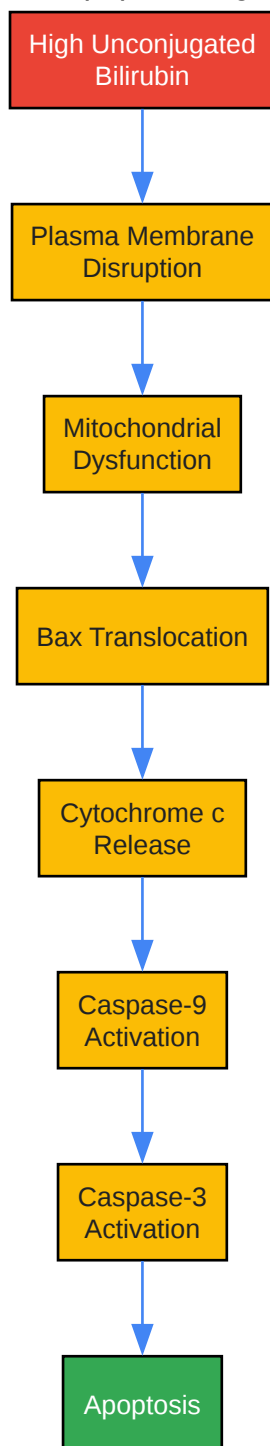 High Unconjugated
Bilirubin
Plasma Membrane
Disruption
Mitochondrial
Dysfunction
Bax Translocation
Cytochrome c
Release
Caspase-9
Activation
Caspase-3
Activation
Apoptosis